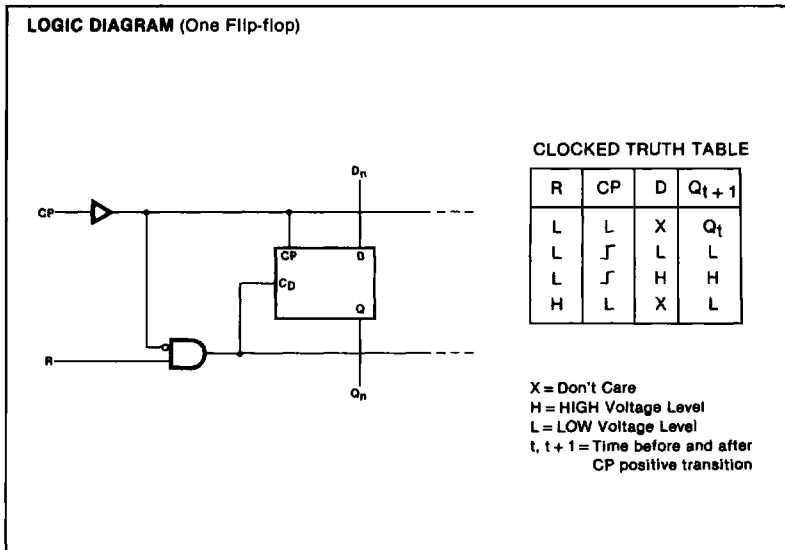 LOGIC DIAGRAM (One Flip-flop)
Dn
CP
CP D
CD
Q
R
Qn
CLOCKED TRUTH TABLE
R CP D Qt + 1
L L X Qt
L ⎍ L L
L ⎍ H H
H L X L
X = Don't Care
H = HIGH Voltage Level
L = LOW Voltage Level
t, t + 1 = Time before and after
CP positive transition